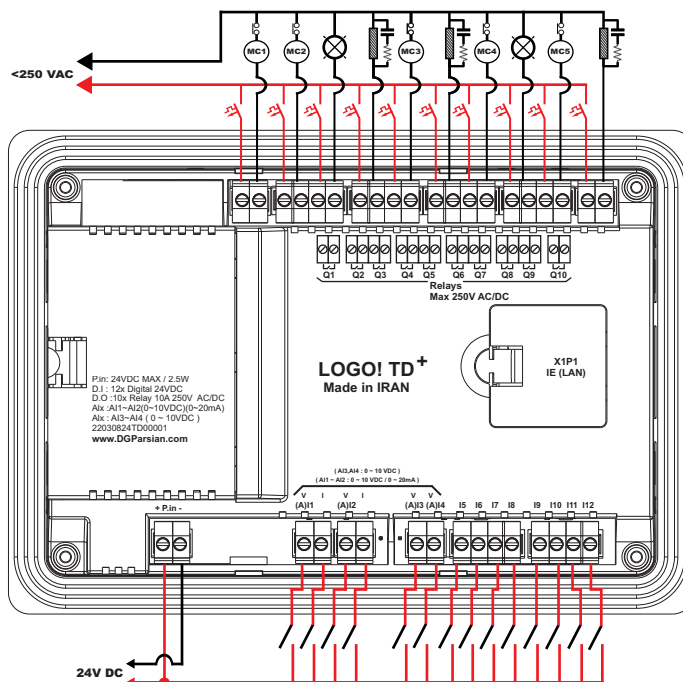 MC1 MC2 MC3 MC4 MC5
<250 VAC
Q1 Q2 Q3 Q4 Q5 Q6 Q7 Q8 Q9 Q10
Relays
Max 250V AC/DC
LOGO! TD+
Made in IRAN
X1P1
IE (LAN)
P.in: 24VDC MAX / 2.5W
D.I : 12x Digital 24VDC
D.O :10x Relay 10A 250V AC/DC
AIx :AI1~AI2(0~10VDC)(0~20mA)
AIx : AI3~AI4 ( 0 ~ 10VDC )
22030824TD00001
www.DGParsian.com
( AI3,AI4 : 0 ~ 10 VDC )
( AI1 ~ AI2 : 0 ~ 10 VDC / 0 ~ 20mA )
V I V I V V
+ P.in - (A)I1 (A)I2 (A)I3 (A)I4 I5 I6 I7 I8 I9 I10 I11 I12
24V DC